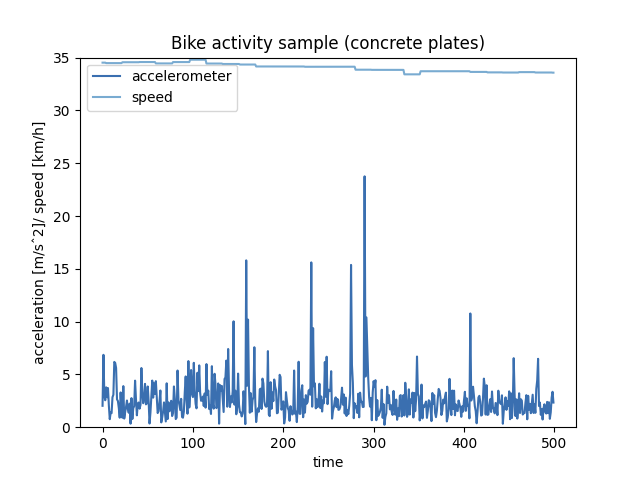 Bike activity sample (concrete plates)
accelerometer
speed
acceleration [m/sˆ2]/ speed [km/h]
35
30
25
20
15
10
5
0
0 100 200 300 400 500
time